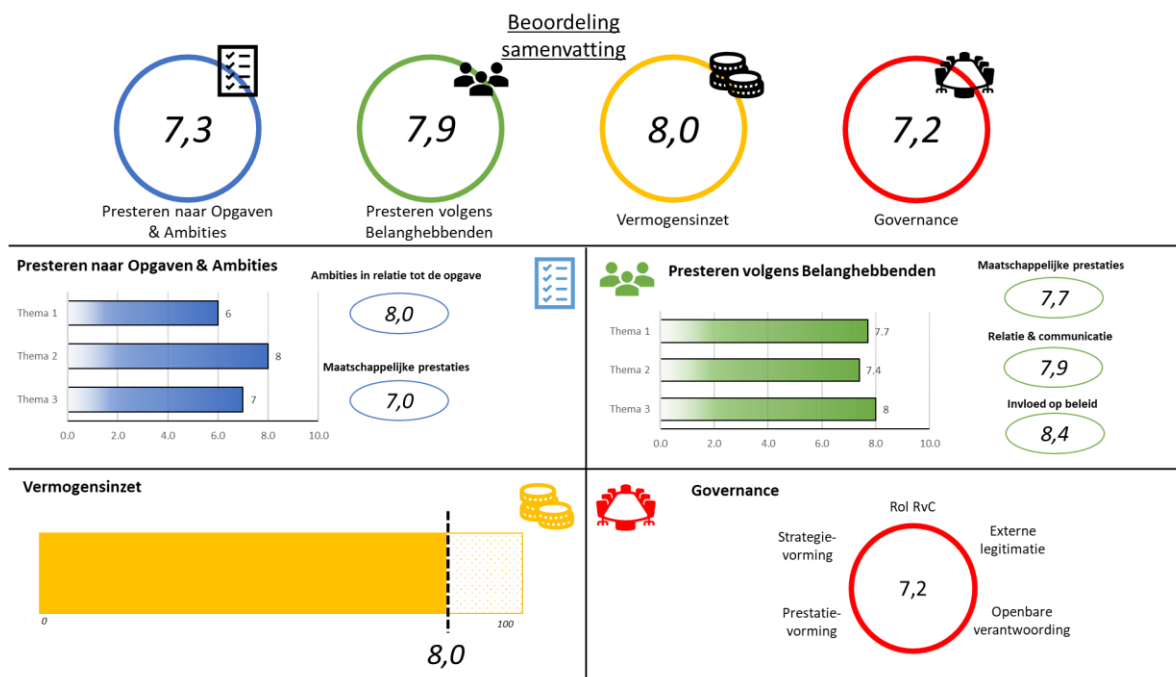 Beoordeling
samenvatting
7,3
7,9
8,0
7,2
Presteren naar Opgaven
& Ambities
Presteren volgens
Belanghebbenden
Vermogensinzet
Governance
Presteren naar Opgaven & Ambities
Thema 1
6
Thema 2
8
Thema 3
7
0.0 2.0 4.0 6.0 8.0 10.0
Ambities in relatie tot de opgave
8,0
Maatschappelijke prestaties
7,0
Presteren volgens Belanghebbenden
Thema 1
7.7
Thema 2
7.4
Thema 3
8
0.0 2.0 4.0 6.0 8.0 10.0
Maatschappelijke prestaties
7,7
Relatie & communicatie
7,9
Invloed op beleid
8,4
Vermogensinzet
0
100
8,0
Governance
Rol RvC
Strategie-
vorming
Externe
legitimatie
7,2
Prestatie-
vorming
Openbare
verantwoording